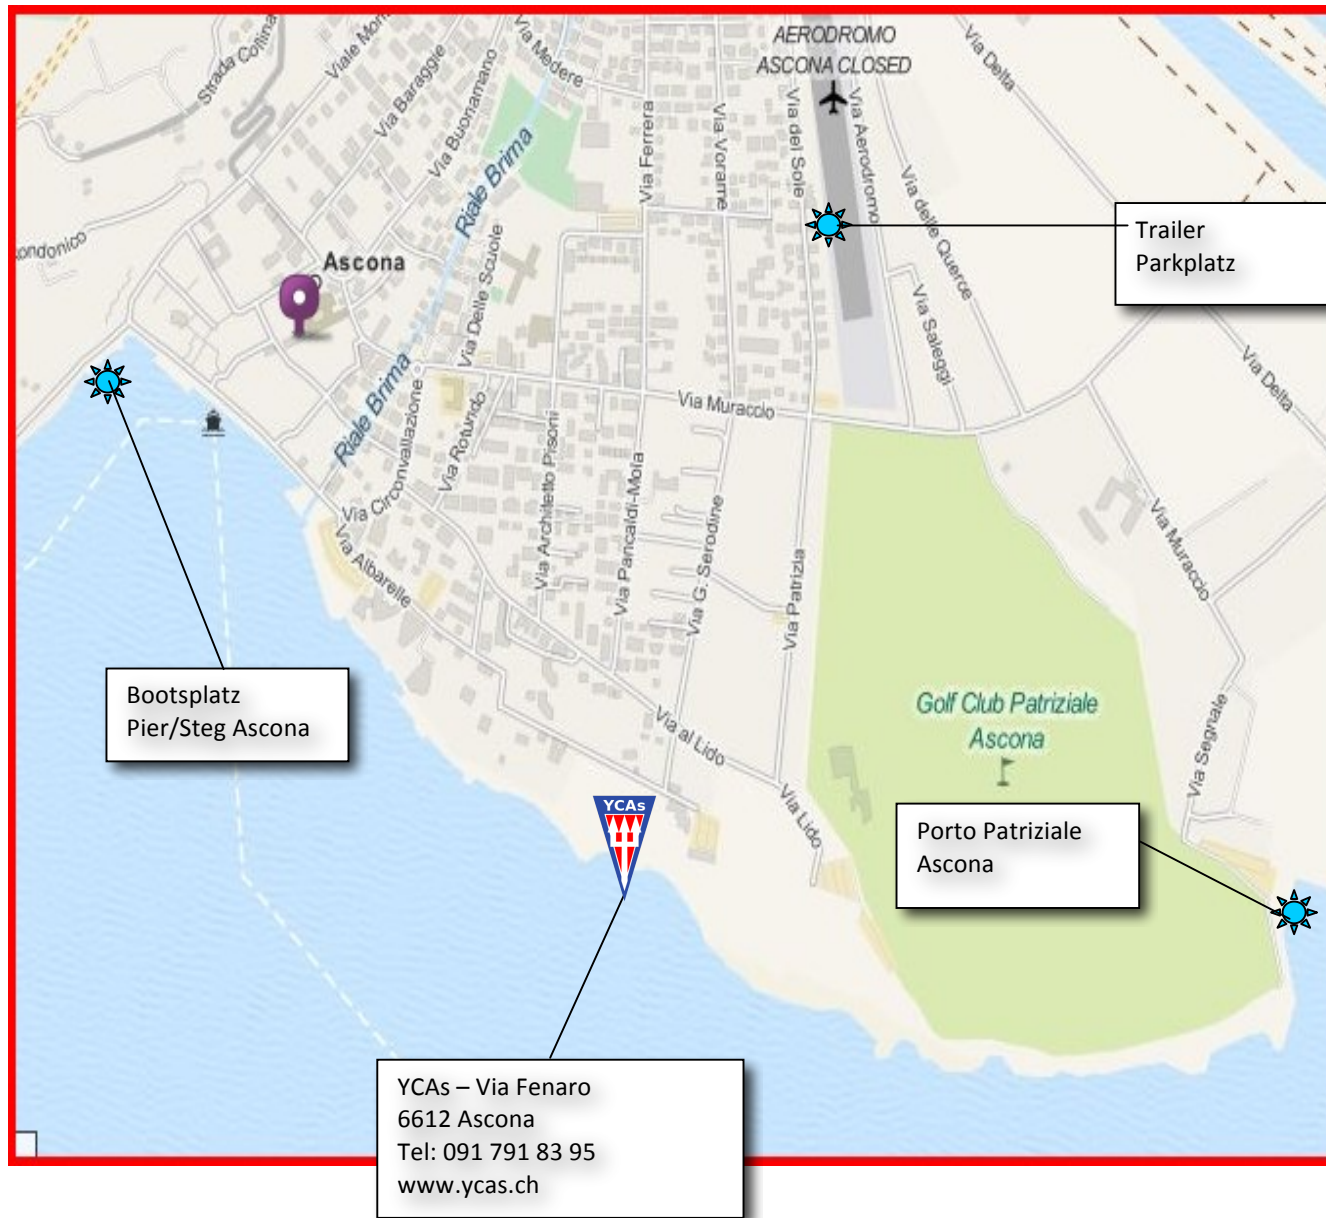 AERODROMO
ASCONA CLOSED
Via Delta
Strada Collina
Via Baraggie
Via Buonamano
Via Medere
Riale Brima
Via Ferrera
Via Vorame
Via del Sole
Via Aerodromo
Via delle Querce
Trailer
Parkplatz
Ascona
Via Delle Scuole
Via Saleggi
Via Delta
Riale Brima
Via Circonvallazione
Via Rotundo
Via Muraccio
Via Architetto Pisoni
Via Pancaldi-Mola
Via G. Serodine
Via Patrizia
Via Muraccio
Via Albarelle
Bootsplatz
Pier/Steg Ascona
Golf Club Patriziale
Ascona
Via al Lido
Via Segnale
Via Lido
YCAs
Porto Patriziale
Ascona
YCAs – Via Fenaro
6612 Ascona
Tel: 091 791 83 95
www.ycas.ch